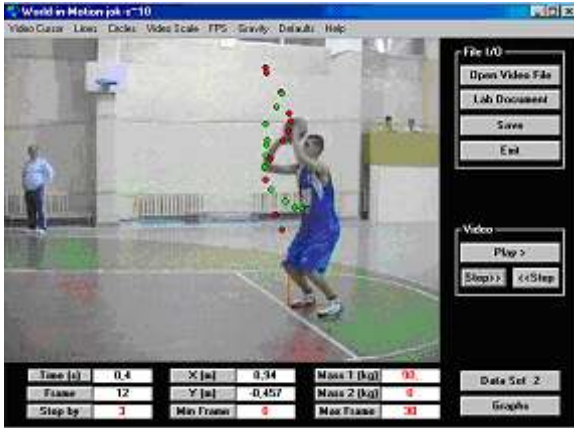 World in Motion jok-s~10
Video Cursor Lines Circles Video Scale FPS Gravity Defaults Help
File I/O
Open Video File
Lab Document
Save
Exit
Video
Play >
Step>> <<Step
Time (s) 0,4 X (m) 0,94 Mass 1 (kg)
Frame 12 Y (m) -0,457 Mass 2 (kg) 0
Step by 3 Min Frame 0 Max Frame 30
Data Set 2
Graphs